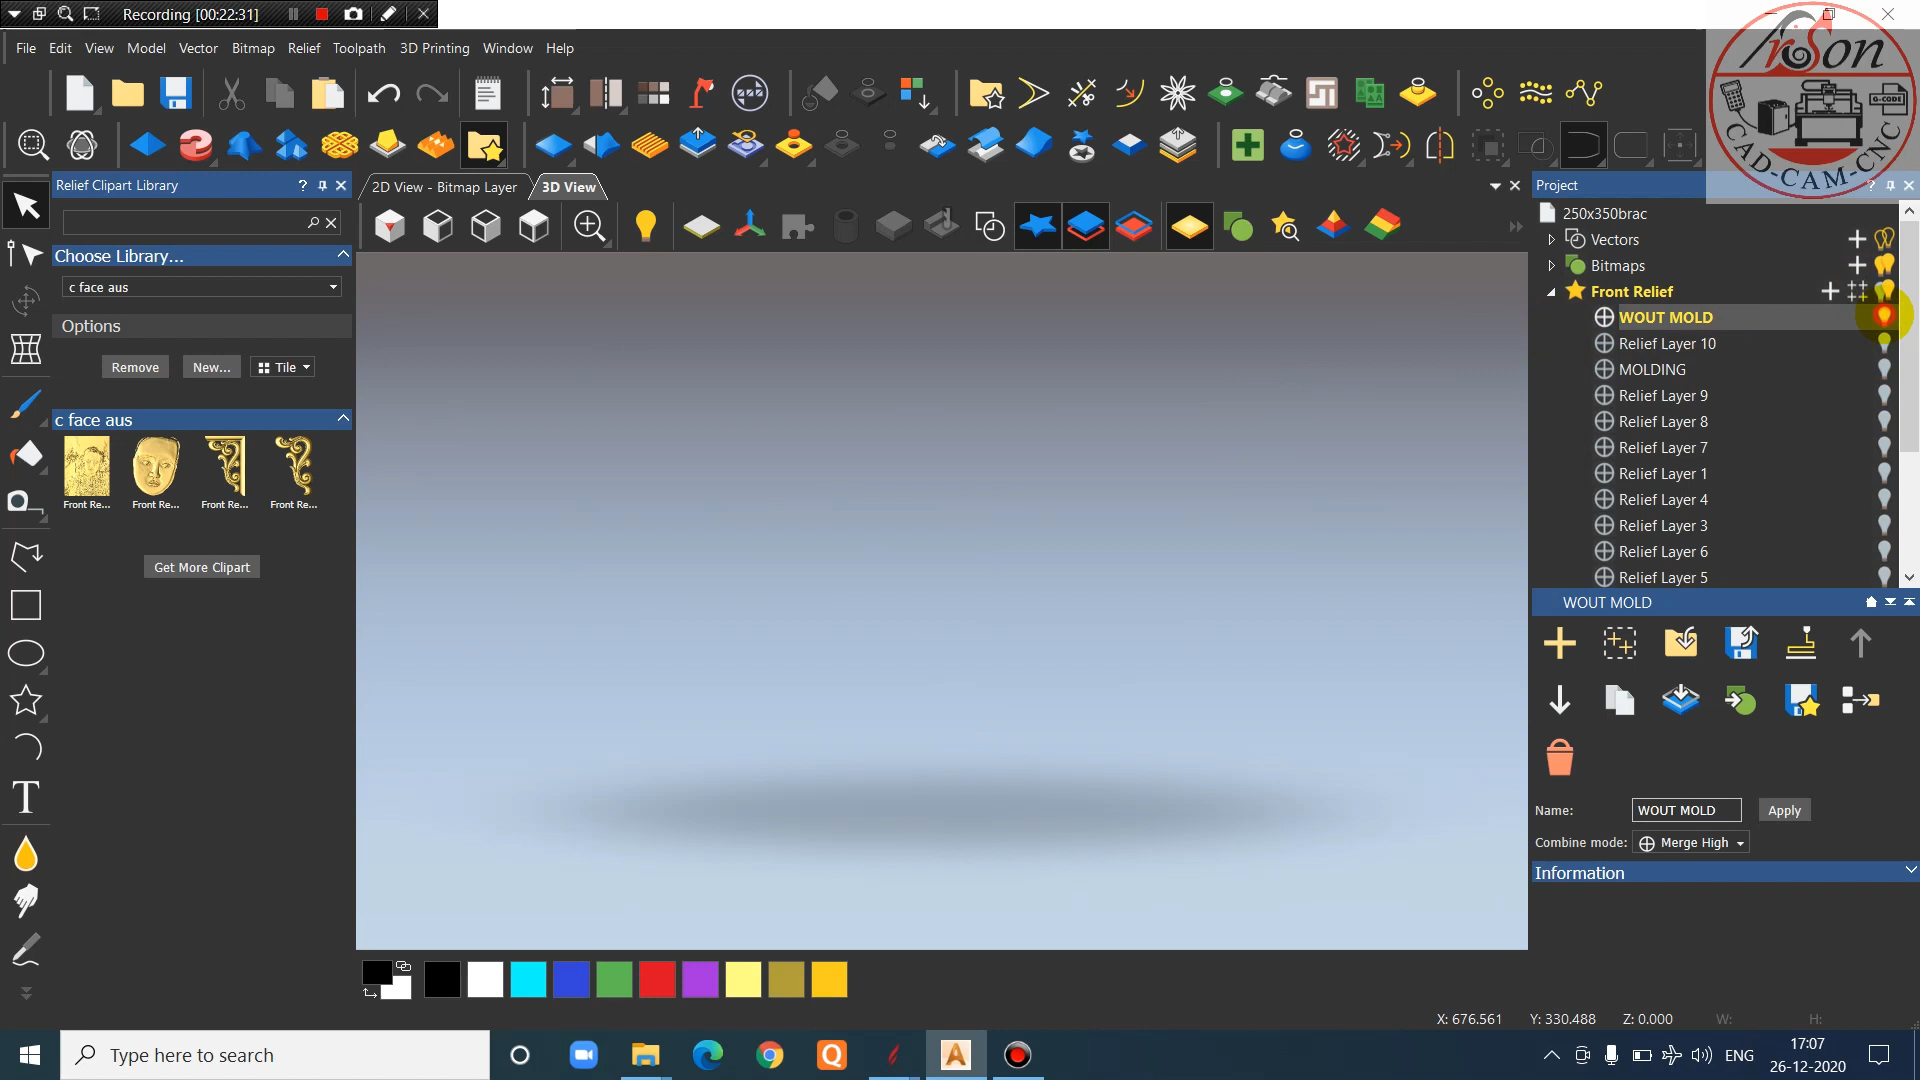 Recording [00:22:31]
File Edit View Model Vector Bitmap Relief Toolpath 3D Printing Window Help
ArSon
G-CODE
CAD-CAM-CNC
Relief Clipart Library
2D View - Bitmap Layer
3D View
Project
250x350brac
Choose Library...
Vectors
c face aus
Bitmaps
Options
Front Relief
WOUT MOLD
Relief Layer 10
Remove New... Tile
MOLDING
Relief Layer 9
c face aus
Relief Layer 8
Relief Layer 7
Relief Layer 1
Front Re... Front Re... Front Re... Front Re...
Relief Layer 4
Relief Layer 3
Relief Layer 6
Get More Clipart
Relief Layer 5
WOUT MOLD
Name: WOUT MOLD Apply
Combine mode: Merge High
Information
X: 676.561 Y: 330.488 Z: 0.000 W: H:
Type here to search
ENG
17:07
26-12-2020